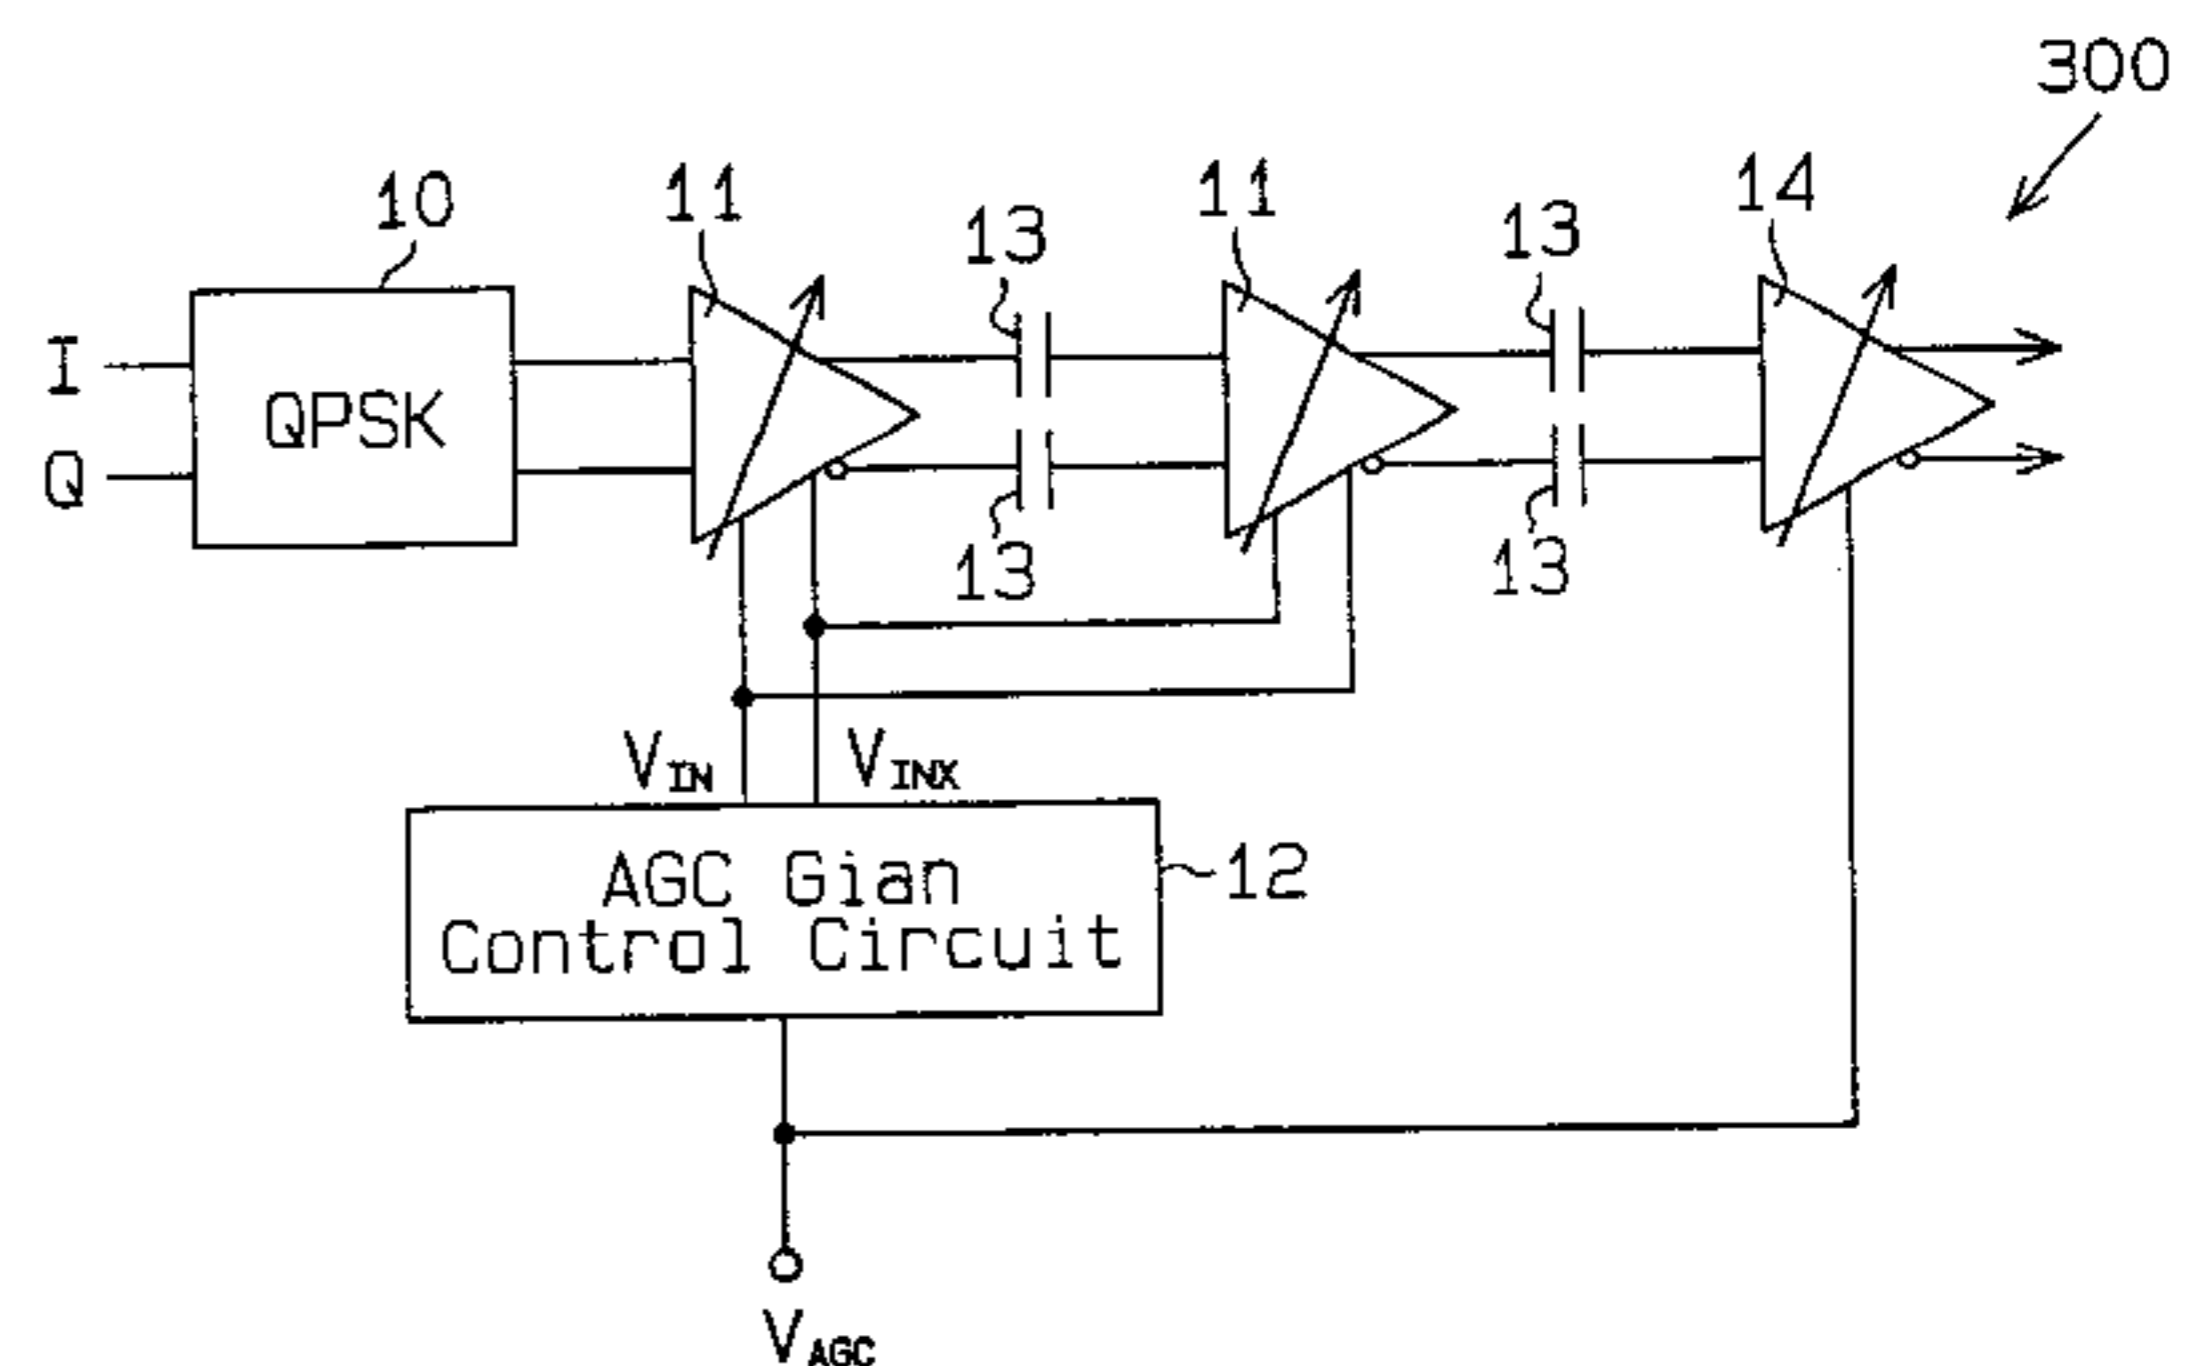 300
10
11
13
11
13
14
I
QPSK
Q
13
13
VIN
VINX
AGC Gian
Control Circuit
12
VAGC